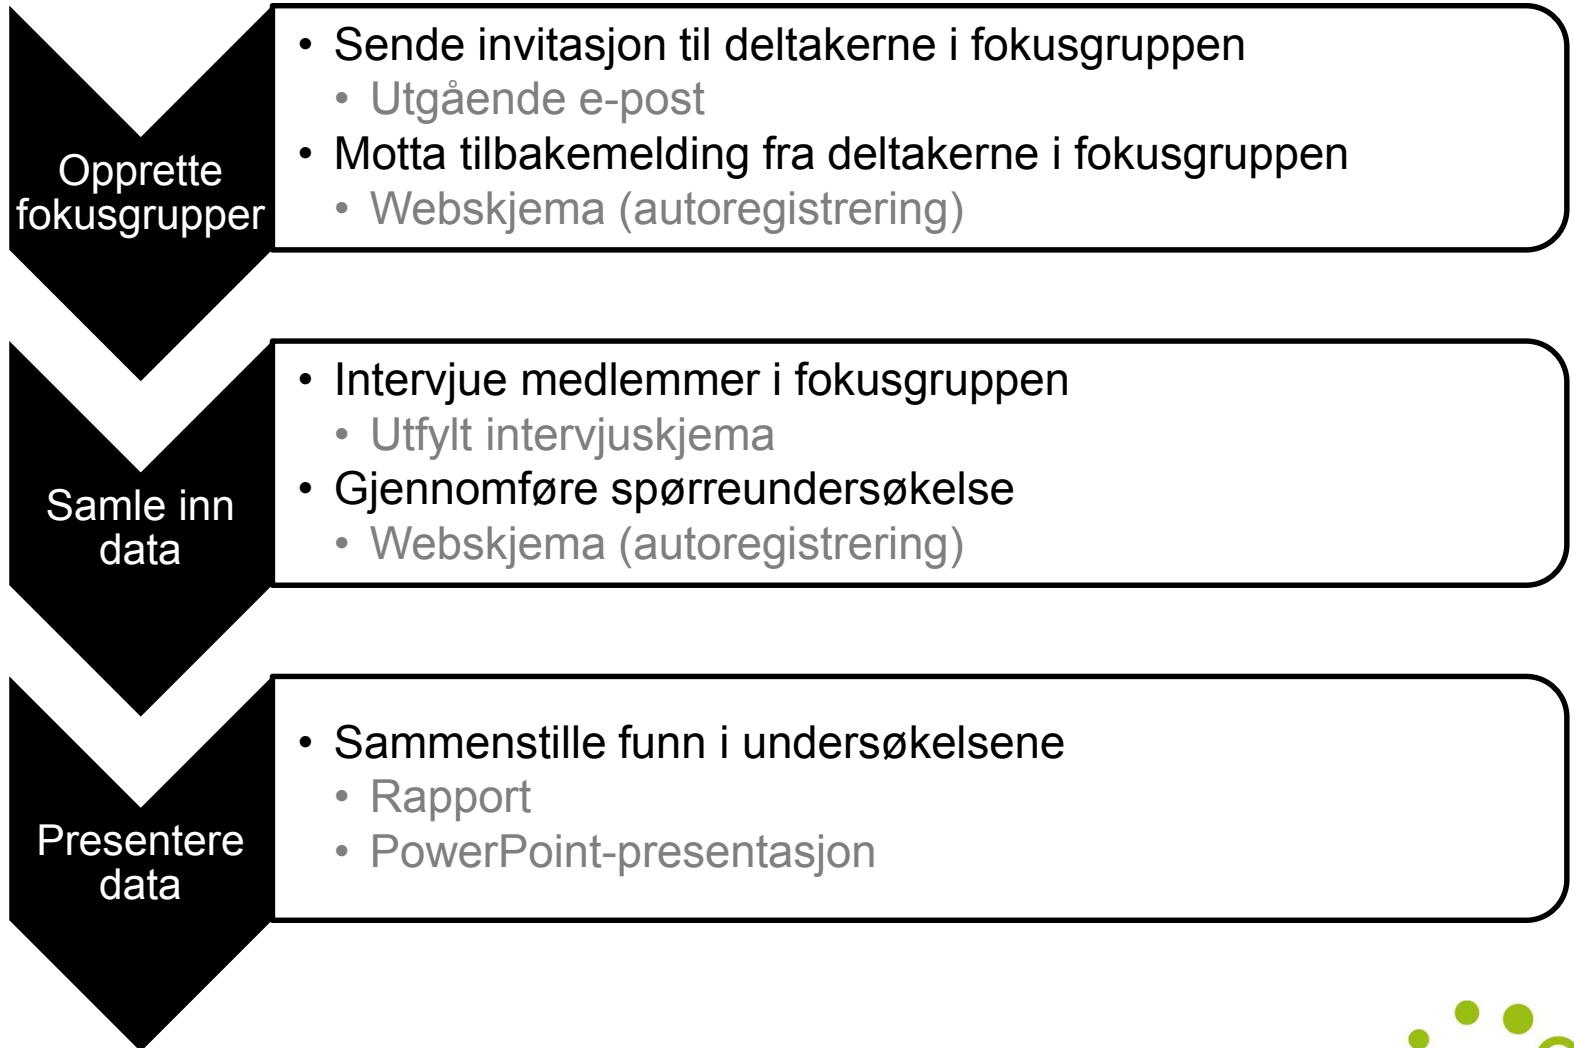 Opprette
fokusgrupper
• Sende invitasjon til deltakerne i fokusgruppen
• Utgående e-post
• Motta tilbakemelding fra deltakerne i fokusgruppen
• Webskjema (autoregistrering)
Samle inn
data
• Intervjue medlemmer i fokusgruppen
• Utfylt intervjuskjema
• Gjennomføre spørreundersøkelse
• Webskjema (autoregistrering)
Presentere
data
• Sammenstille funn i undersøkelsene
• Rapport
• PowerPoint-presentasjon